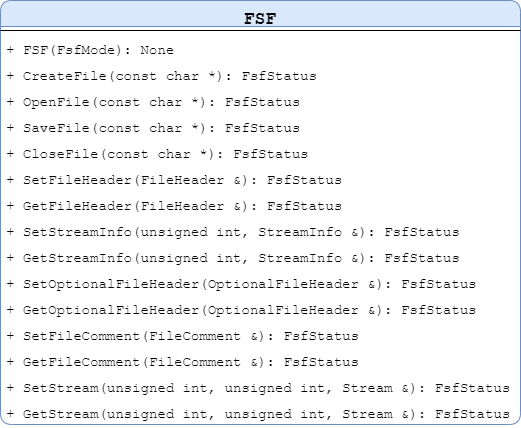 FSF
+ FSF(FsfMode): None
+ CreateFile(const char *): FsfStatus
+ OpenFile(const char *): FsfStatus
+ SaveFile(const char *): FsfStatus
+ CloseFile(const char *): FsfStatus
+ SetFileHeader(FileHeader &): FsfStatus
+ GetFileHeader(FileHeader &): FsfStatus
+ SetStreamInfo(unsigned int, StreamInfo &): FsfStatus
+ GetStreamInfo(unsigned int, StreamInfo &): FsfStatus
+ SetOptionalFileHeader(OptionalFileHeader &): FsfStatus
+ GetOptionalFileHeader(OptionalFileHeader &): FsfStatus
+ SetFileComment(FileComment &): FsfStatus
+ GetFileComment(FileComment &): FsfStatus
+ SetStream(unsigned int, unsigned int, Stream &): FsfStatus
+ GetStream(unsigned int, unsigned int, Stream &): FsfStatus